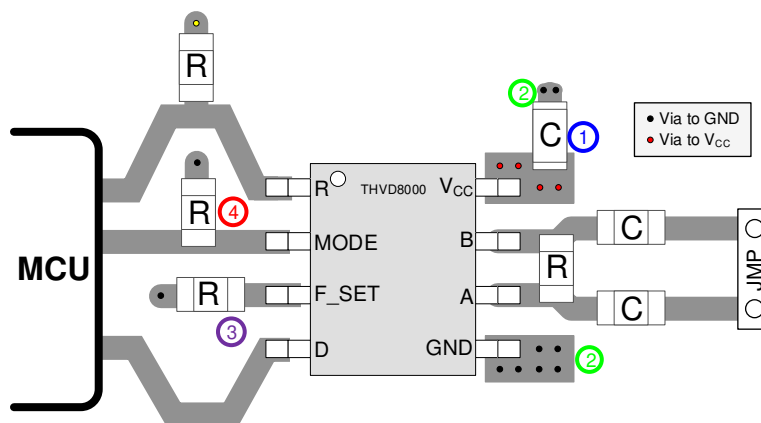 R
2
C
1
Via to GND
Via to VCC
R
THVD8000
VCC
R
4
MCU
MODE
B
C
R
JMP
R
F_SET
A
C
3
D
GND
2